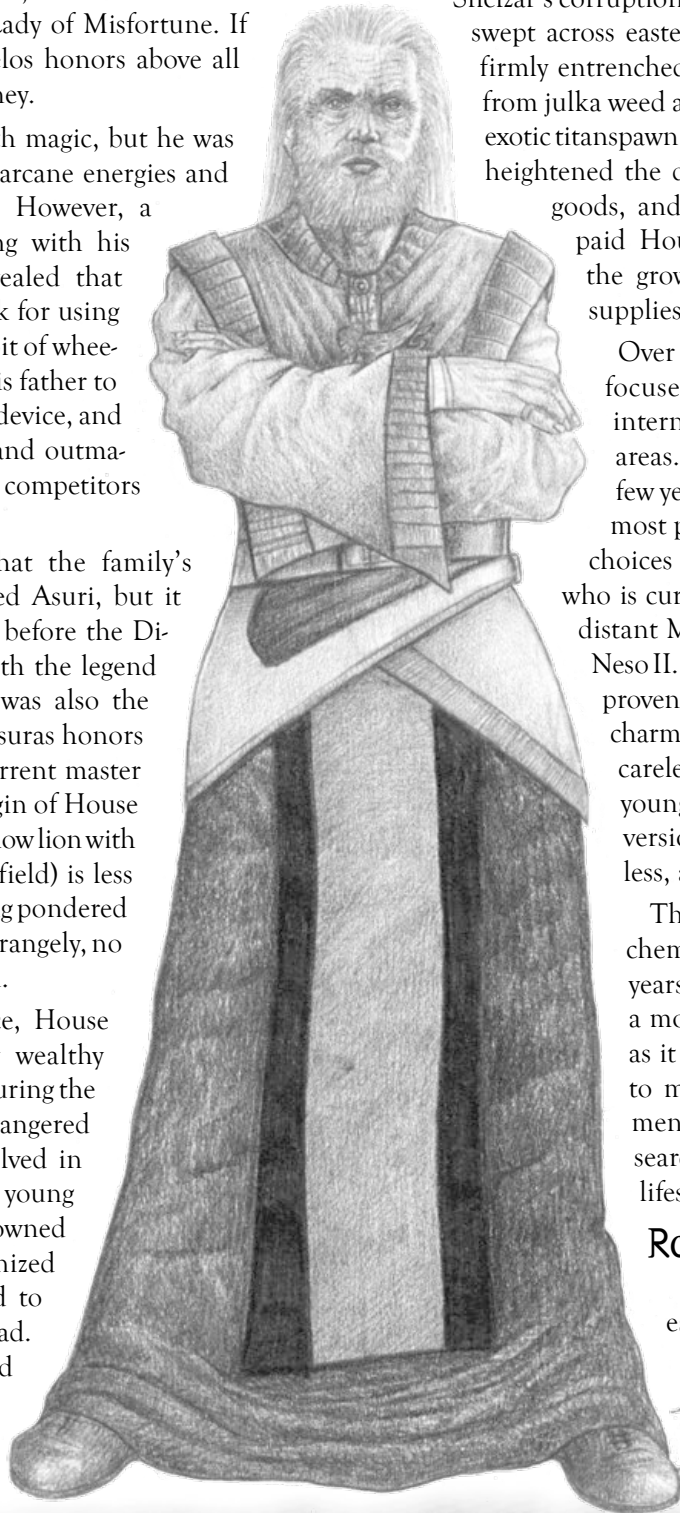 Lady of Misfortune. If
elos honors above all
ney.
h magic, but he was
arcane energies and
However, a
ng with his
ealed that
k for using
it of whee-
is father to
device, and
and outma-
competitors
hat the family's
ed Asuri, but it
before the Di-
th the legend
was also the
suras honors
rrent master
gin of House
low lion with
field) is less
g pondered
rangely, no
e, House
wealthy
uring the
angered
lved in
young
owned
nized
d to
ad.
d
Shelzar's corruption
swept across easte
firmly entrenched
from julka weed a
exotic titanspawn
heightened the d
goods, and
paid Hou
the grow
supplies
Over
focuse
intern
areas.
few ye
most p
choices
who is cur
distant M
Neso II.
proven
charm
carele
young
versio
less, a
Th
chem
years
a mo
as it
to m
men
sear
lifes
Ro
e